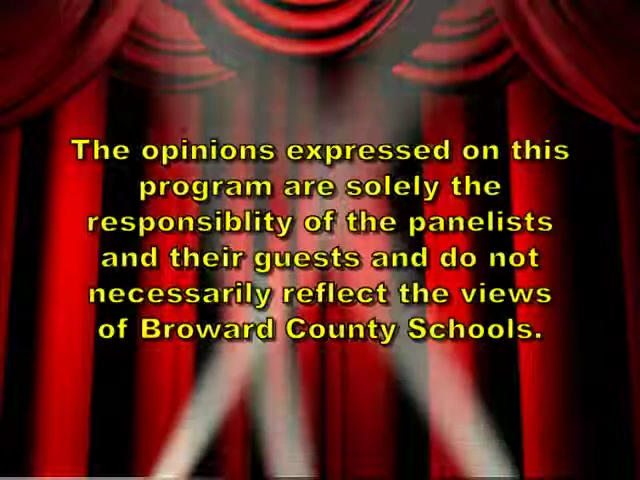 The opinions expressed on this
program are solely the
responsiblity of the panelists
and their guests and do not
necessarily reflect the views
of Broward County Schools.